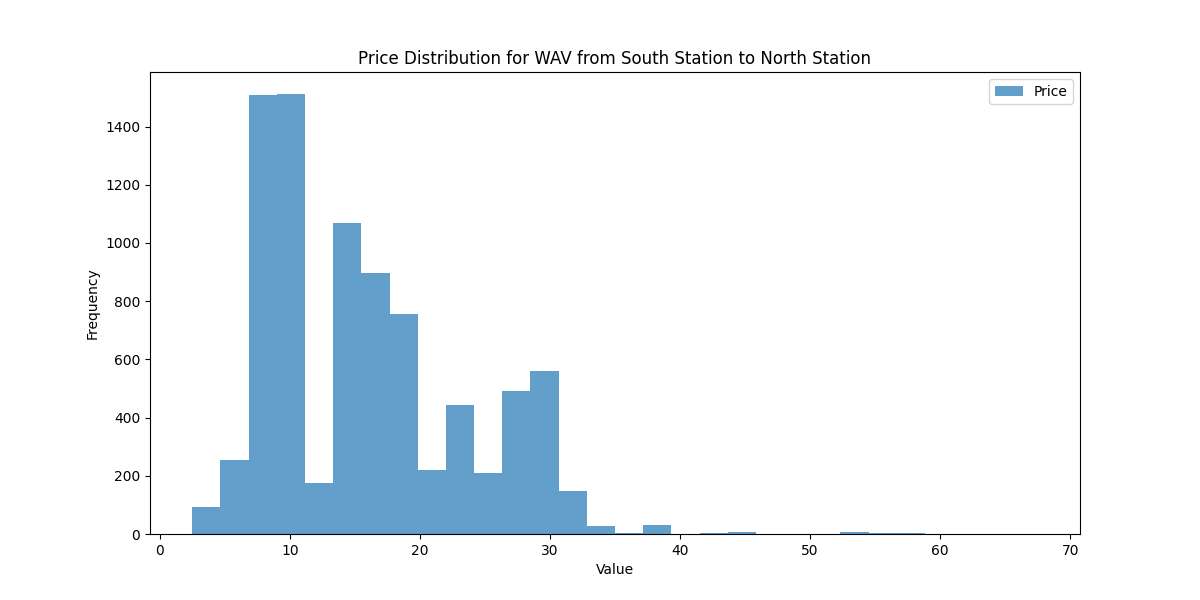 Price Distribution for WAV from South Station to North Station
Price
1400
1200
1000
800
600
400
200
0
Frequency
0 10 20 30 40 50 60 70
Value